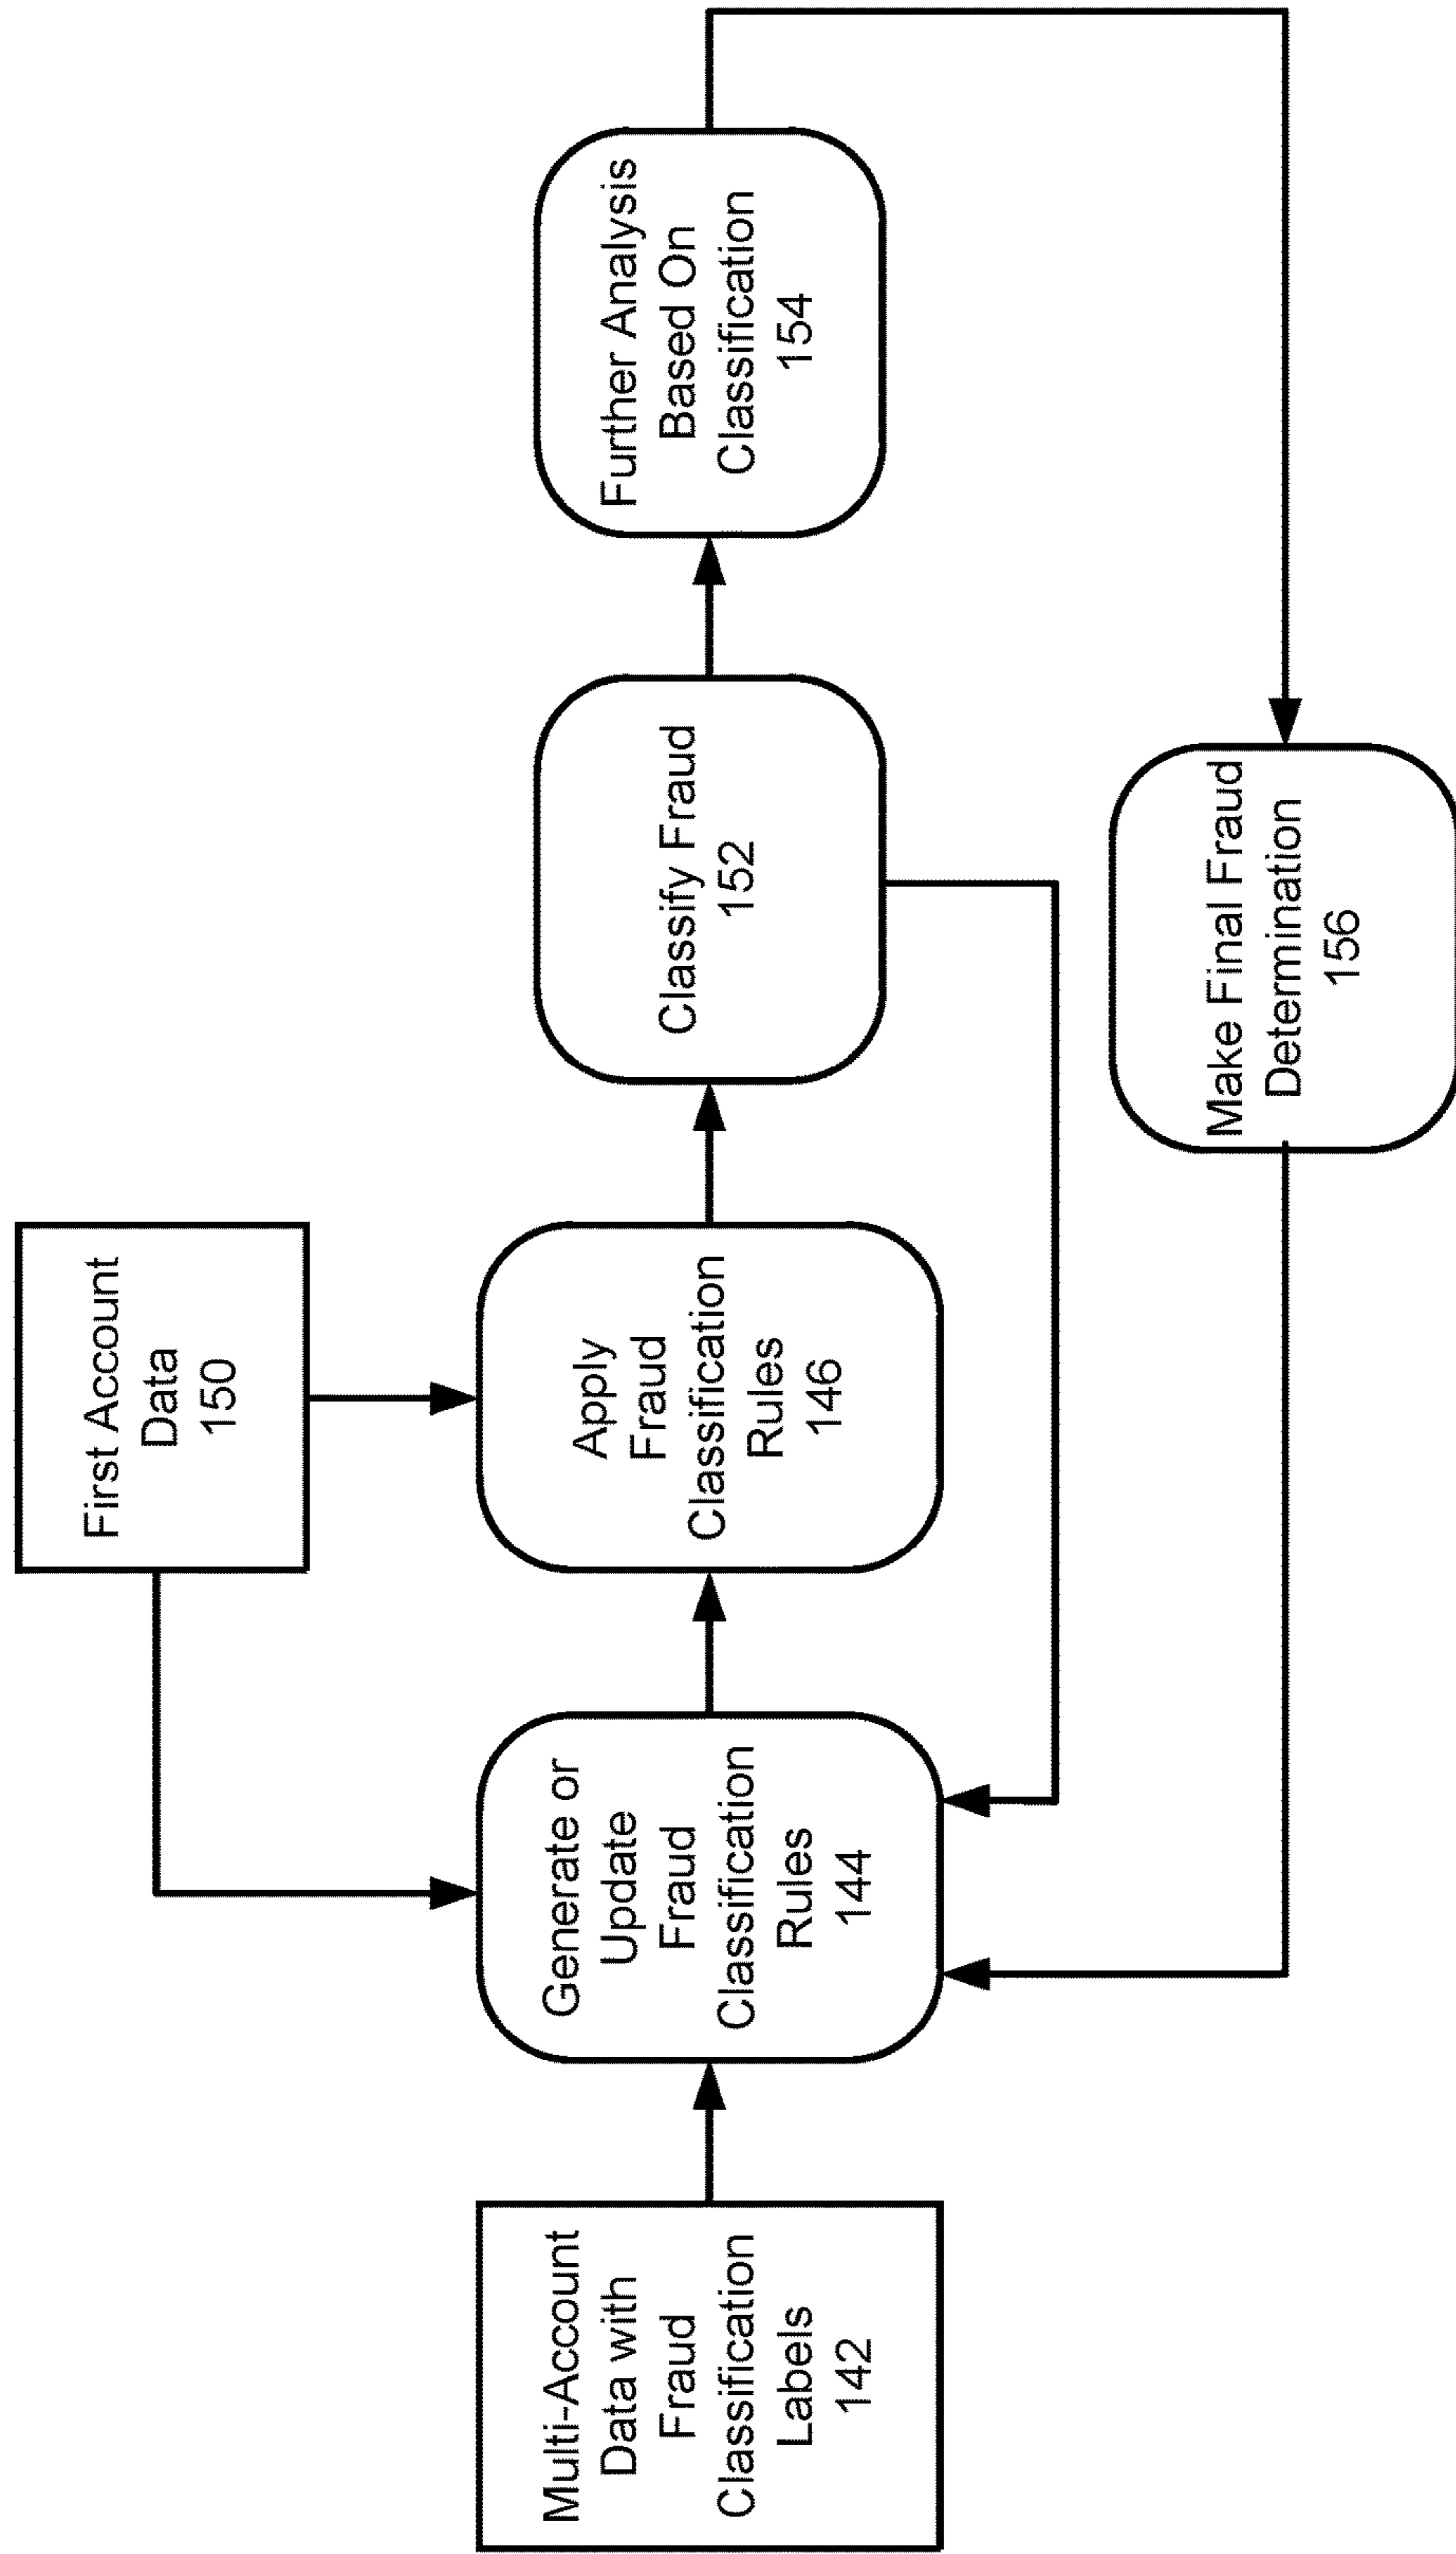 First Account
Data
150
Multi-Account
Data with
Fraud
Classification
Labels
142
Generate or
Update
Fraud
Classification
Rules
144
Apply
Fraud
Classification
Rules
146
Classify Fraud
152
Further Analysis
Based On
Classification
154
Make Final Fraud
Determination
156